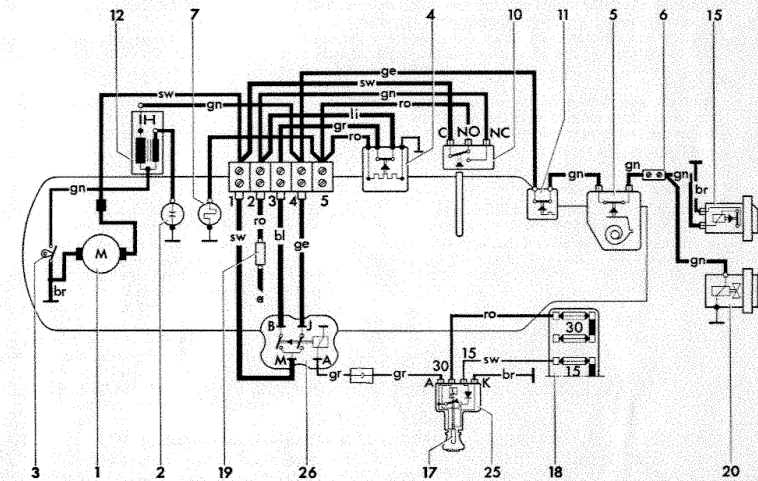 12 7 4 10 11 5 6 15
ge
sw
sw gn
gn ro
li C NO NC
gr
ro
gn gn gn
br
gn
1 2 3 4 5
ro
sw bl ge
M
M
gn
br
B J
M A
ro
30
30 15 sw
15
gr gr A K br
3 1 2 19 26 17 25 18 20